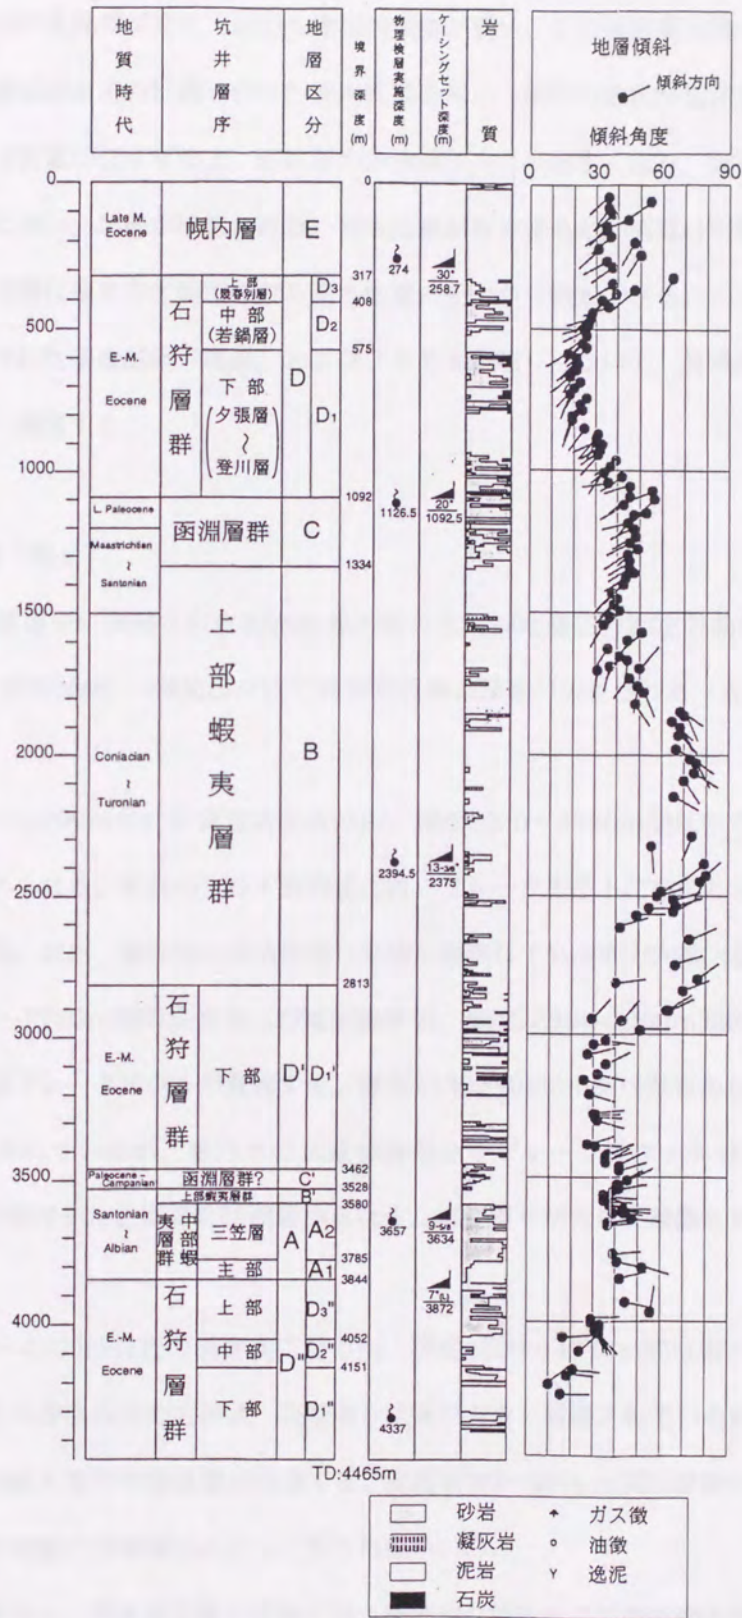 地質時代
坑井層序
地層区分
境界深度(m)
物理検層実施深度(m)
ケーシングセット深度(m)
岩質
地層傾斜
傾斜方向
傾斜角度
0 30 60 90
0
500
1000
1500
2000
2500
3000
3500
4000
0
Late M. Eocene
幌内層
E
274
30"
258.7
317
E.-M. Eocene
石狩層群
上部
D3
408
中部
(若鍋層)
D2
575
D
下部
(夕張層
~
登川層)
D1
1092
1126.5
20"
1092.5
L. Paleocene
函淵層群
C
Maastrichtian
~
Santonian
1334
上部蝦夷層群
B
Coniacian
~
Turonian
2394.5
13-3/8"
2375
2813
E.-M. Eocene
石狩層群
下部
D'
D1'
3462
Paleocene - Campanian
函淵層群?
C'
3528
上部蝦夷層群
B'
3580
Santonian
~
Albian
中部蝦夷層群
三笠層
A
A2
3657
9-5/8"
3634
3785
主部
A1
3844
7"(L)
3872
E.-M. Eocene
石狩層群
上部
D3"
4052
中部
D"
D2"
4151
下部
D1"
4337
TD:4465m
砂岩
ガス徴
凝灰岩
油徴
泥岩
逸泥
石炭